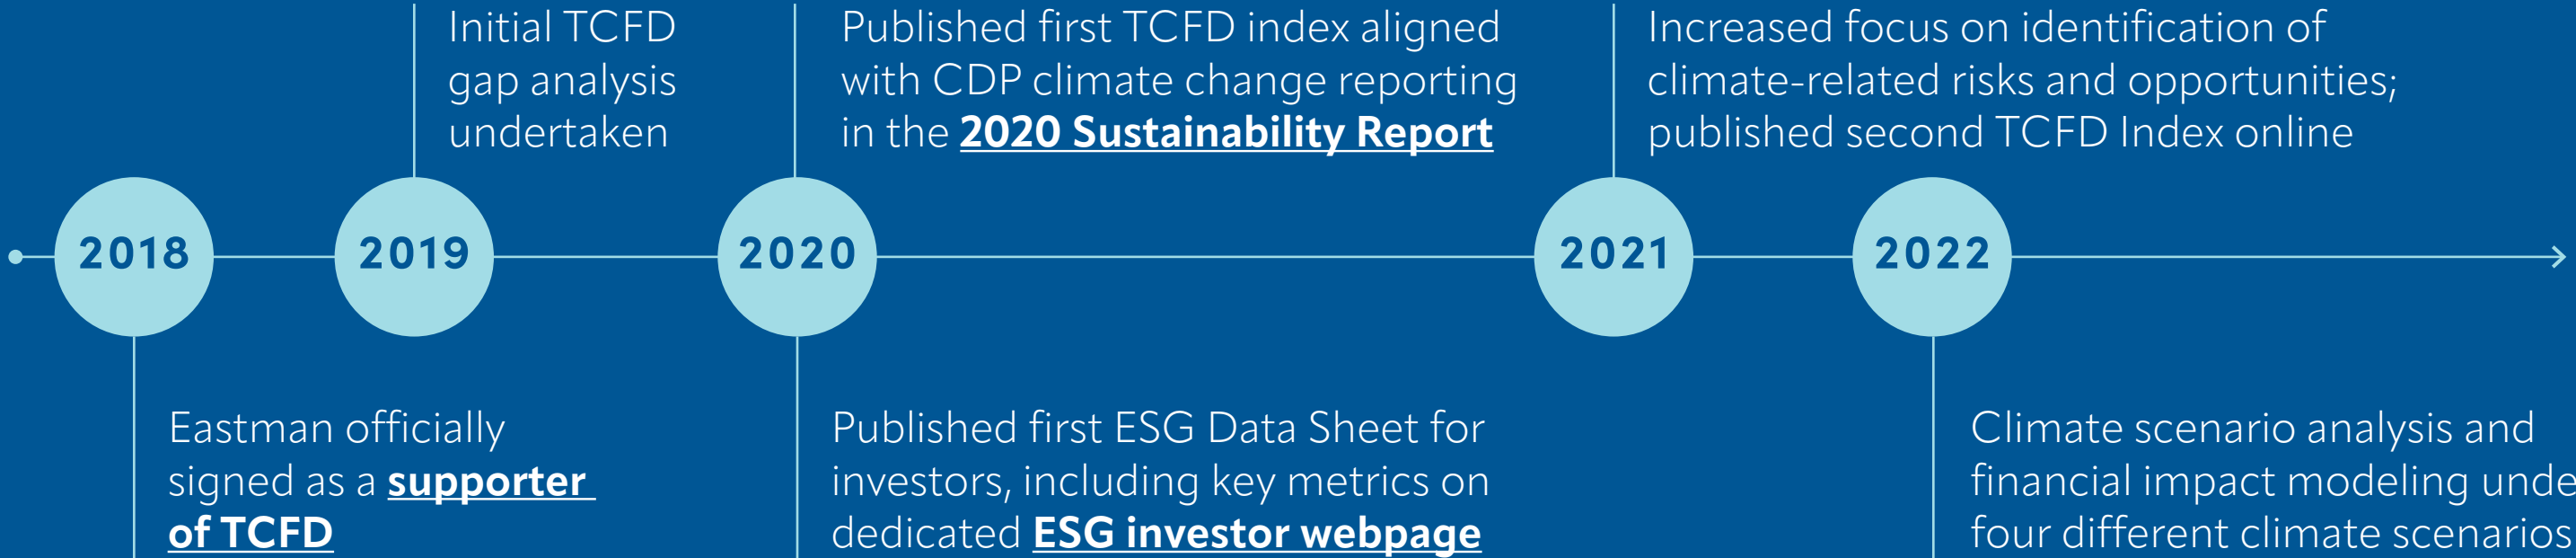 Initial TCFD
gap analysis
undertaken
Published first TCFD index aligned
with CDP climate change reporting
in the 2020 Sustainability Report
Increased focus on identification of
climate-related risks and opportunities;
published second TCFD Index online
2018
2019
2020
2021
2022
Eastman officially
signed as a supporter
of TCFD
Published first ESG Data Sheet for
investors, including key metrics on
dedicated ESG investor webpage
Climate scenario analysis and
financial impact modeling unde
four different climate scenarios